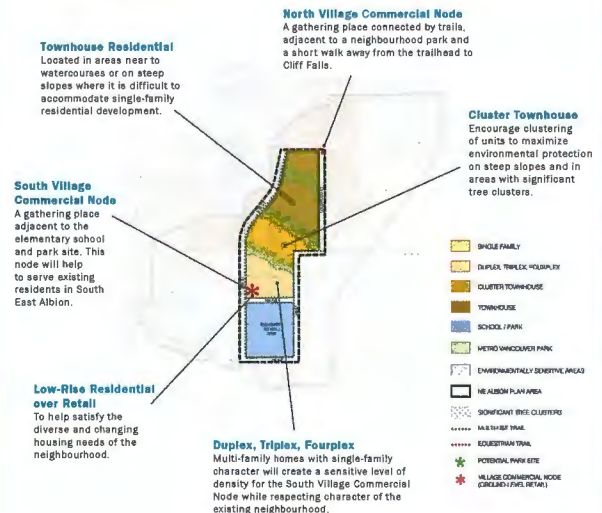 North Village Commercial Node
A gathering place connected by trails,
adjacent to a neighbourhood park and
a short walk away from the trailhead to
Cliff Falls.
Townhouse Residential
Located in areas near to
watercourses or on steep
slopes where it is difficult to
accommodate single-family
residential development.
Cluster Townhouse
Encourage clustering
of units to maximize
environmental protection
on steep slopes and in
areas with significant
tree clusters.
South Village
Commercial Node
A gathering place
adjacent to the
elementary school
and park site. This
node will help
to serve existing
residents in South
East Albion.
Low-Rise Residential
over Retail
To help satisfy the
diverse and changing
housing needs of the
neighbourhood.
Duplex, Triplex, Fourplex
Multi-family homes with single-family
character will create a sensitive level of
density for the South Village Commercial
Node while respecting character of the
existing neighbourhood.
SINGLE FAMILY
DUPLEX, TRIPLEX, FOURPLEX
CLUSTER TOWNHOUSE
TOWNHOUSE
SCHOOL / PARK
METRO VANCOUVER PARK
ENVIRONMENTALLY SENSITIVE AREAS
NE ALBION PLAN AREA
SIGNIFICANT TREE CLUSTERS
TRAIL
EQUESTRIAN TRAIL
POTENTIAL PARK SITE
VILLAGE COMMERCIAL NODE
(GROUND-LEVEL RETAIL)